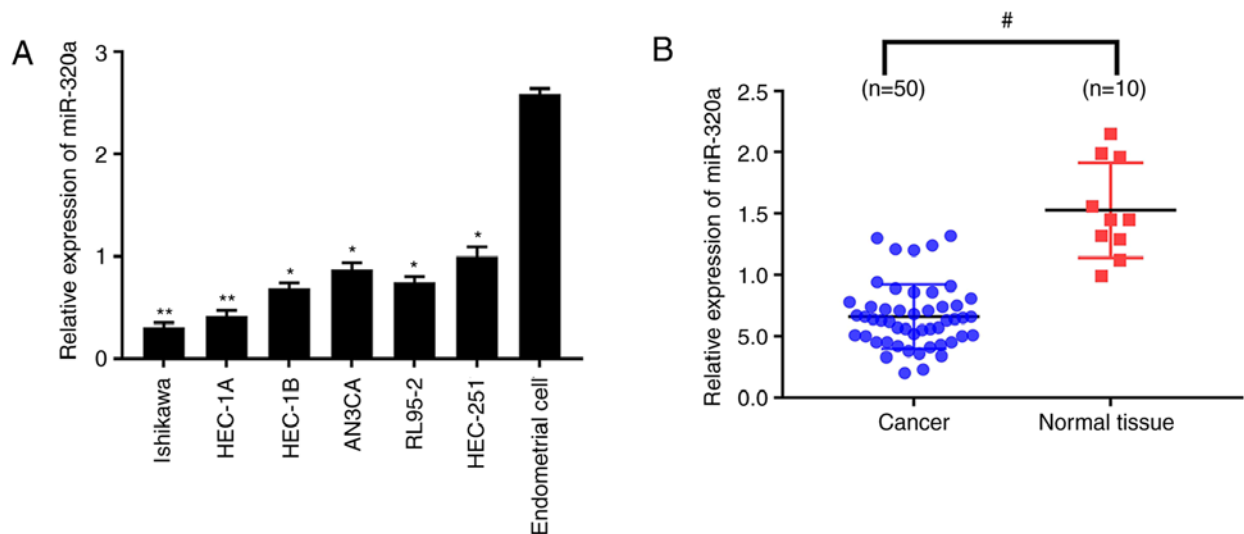 A
Relative expression of miR-320a
3
2
1
0
**
**
*
*
*
*
Ishikawa
HEC-1A
HEC-1B
AN3CA
RL95-2
HEC-251
Endometrial cell
B
#
(n=50)
(n=10)
Relative expression of miR-320a
2.5
2.0
1.5
1.0
5.0
0.0
Cancer
Normal tissue